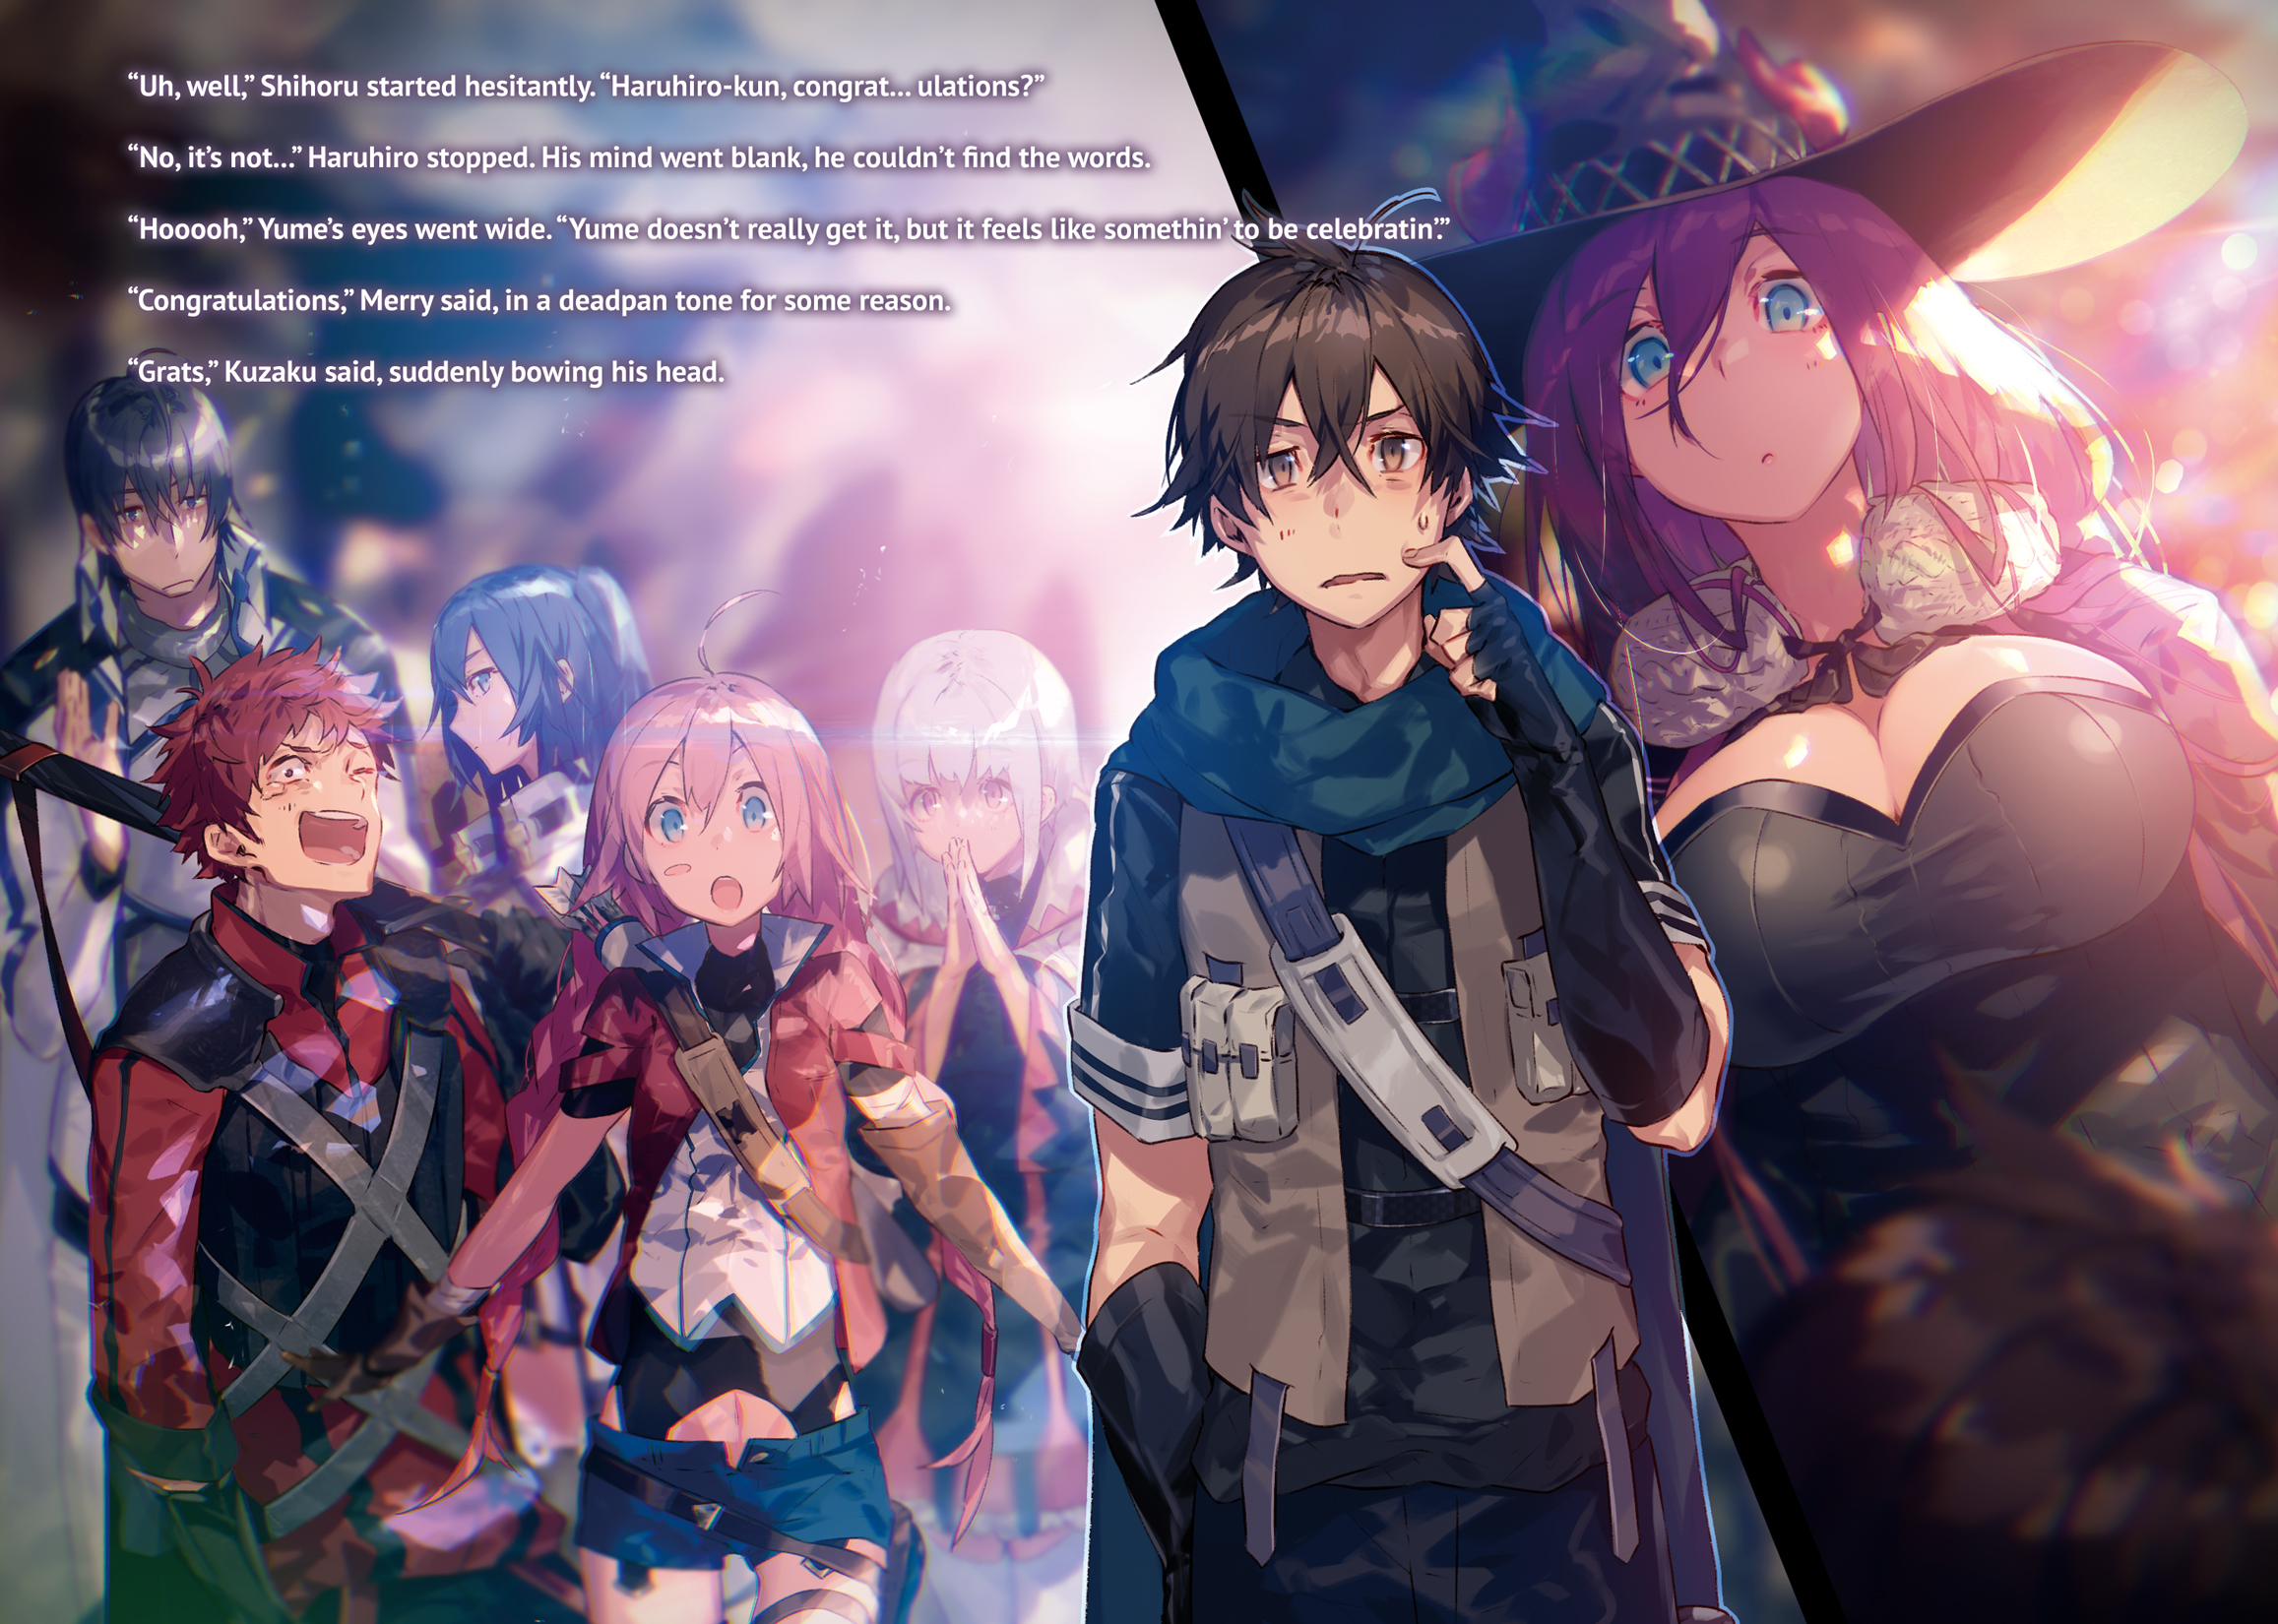 “Uh, well,” Shihoru started hesitantly. “Haruhiro-kun, congrat... ulations?”
“No, it’s not...” Haruhiro stopped. His mind went blank, he couldn’t find the words.
“Hooooh,” Yume’s eyes went wide. “Yume doesn’t really get it, but it feels like somethin’ to be celebratin’.”
“Congratulations,” Merry said, in a deadpan tone for some reason.
“Grats,” Kuzaku said, suddenly bowing his head.